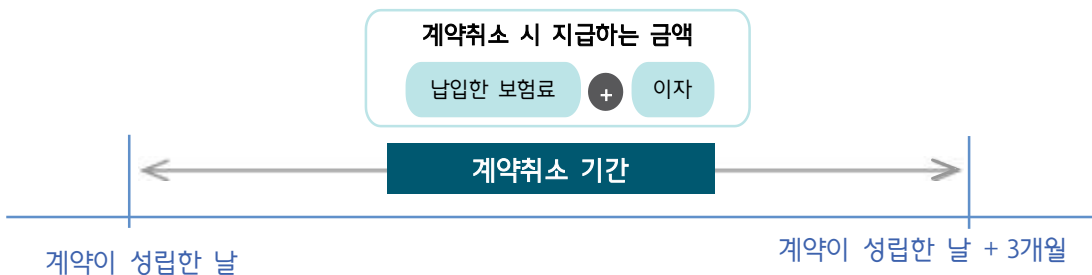 계약취소 시 지급하는 금액
납입한 보험료 + 이자
계약취소 기간
계약이 성립한 날
계약이 성립한 날 + 3개월